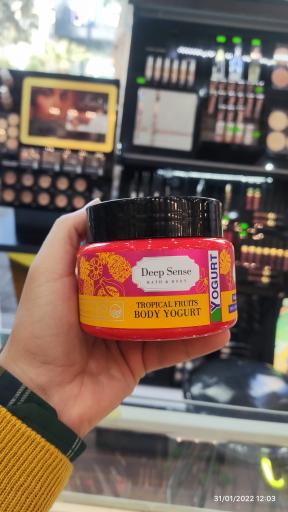 Deep Sense
BATH & BODY
TROPICAL FRUITS
BODY YOGURT
YOGURT
31/01/2022 12:03